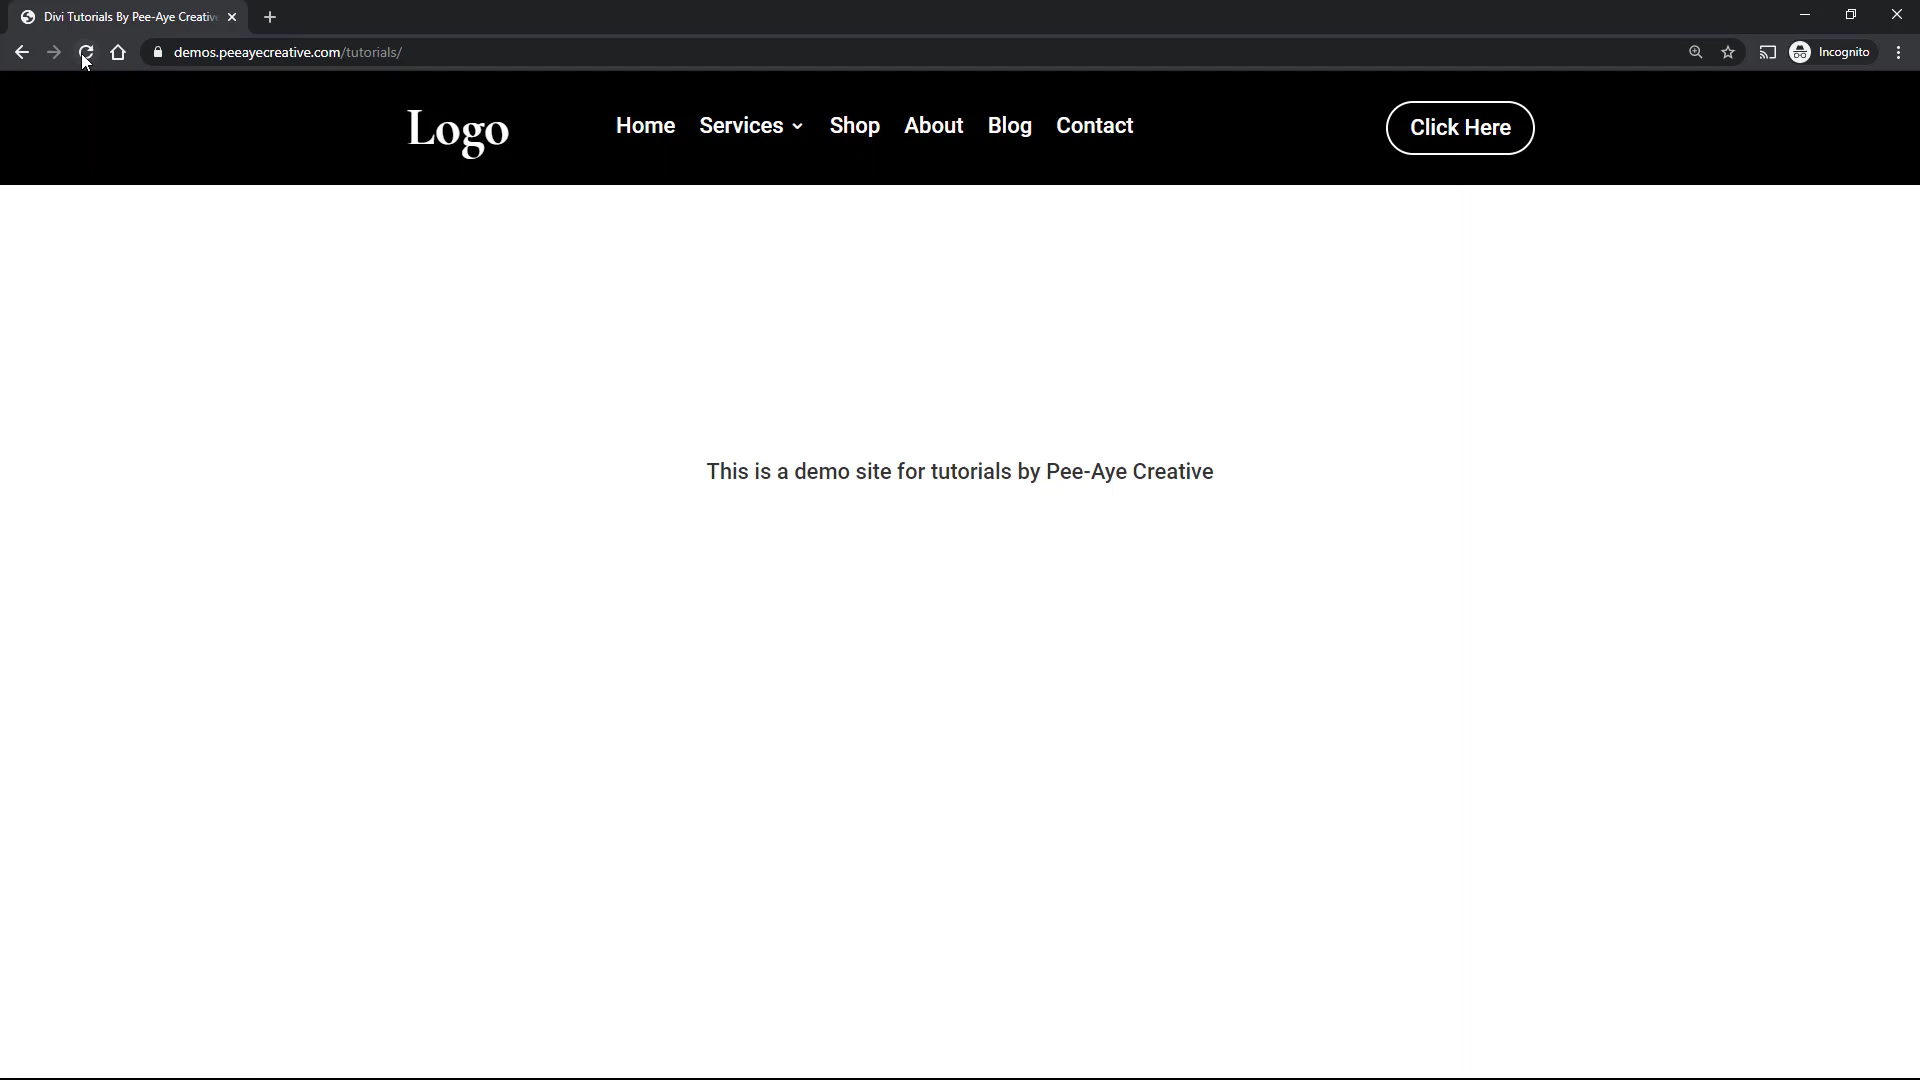 Divi Tutorials By Pee-Aye Creativ
demos.peeayecreative.com/tutorials/
Incognito
Logo
Home
Services
Shop
About
Blog
Contact
Click Here
This is a demo site for tutorials by Pee-Aye Creative